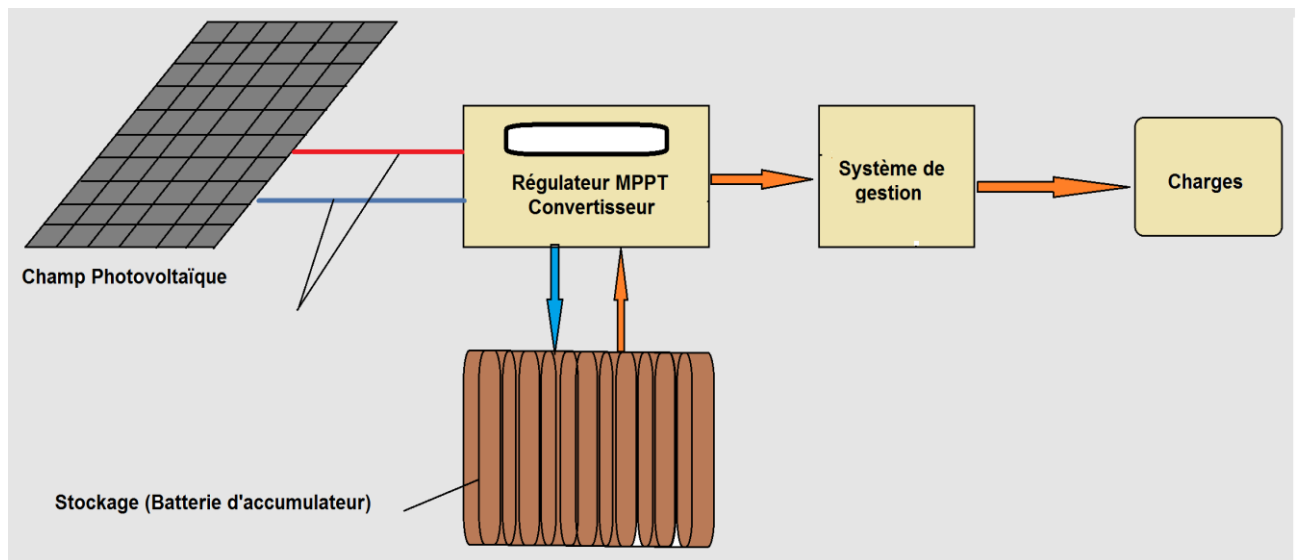 Régulateur MPPT
Convertisseur
Système de
gestion
Charges
Champ Photovoltaïque
Stockage (Batterie d'accumulateur)